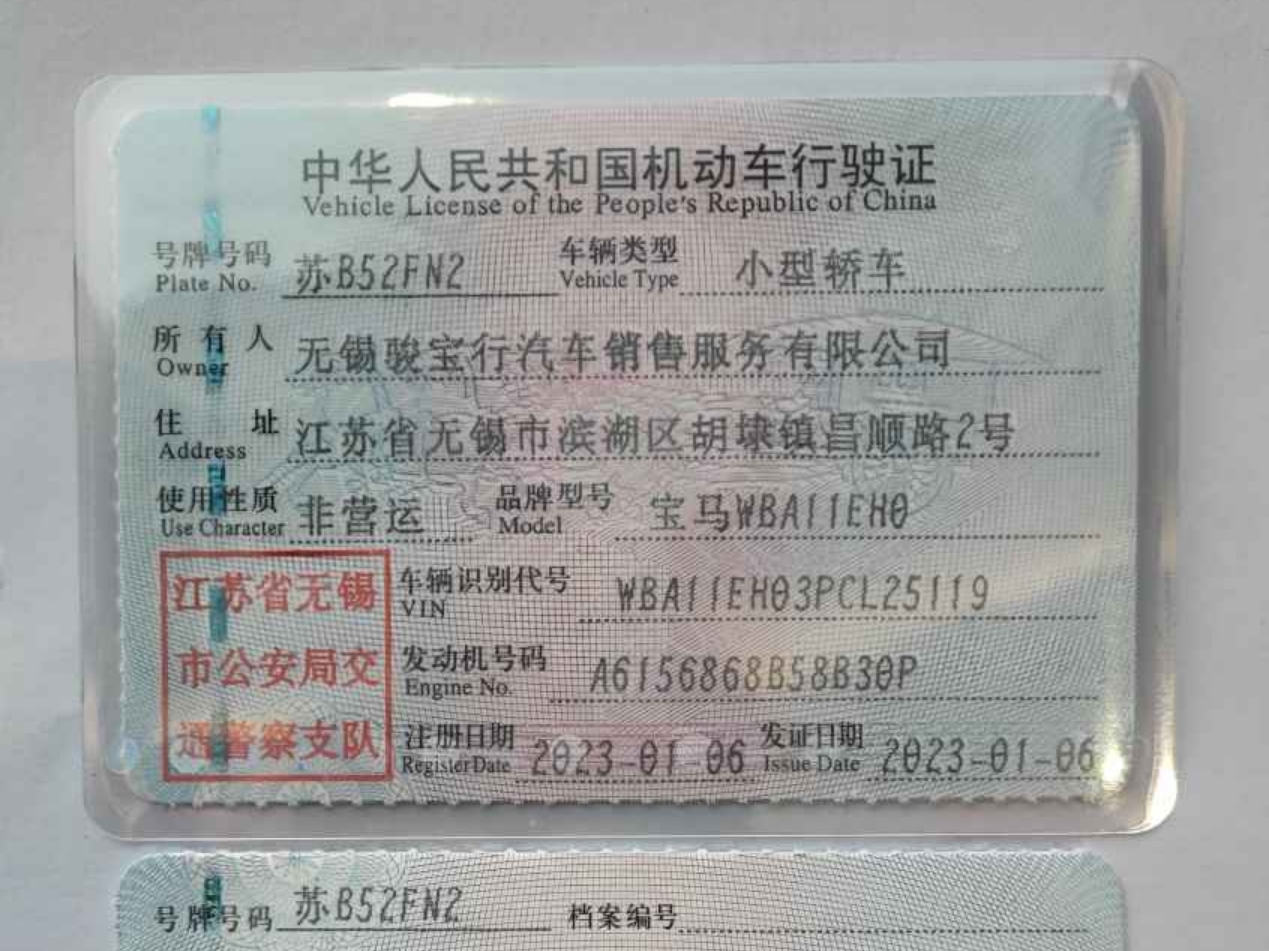 中华人民共和国机动车行驶证
Vehicle License of the People's Republic of China
号牌号码 苏B52FN2 车辆类型 小型轿车
Plate No. Vehicle Type
所有人 无锡骏宝行汽车销售服务有限公司
Owner
住址 江苏省无锡市滨湖区胡埭镇昌顺路2号
Address
使用性质 非营运 品牌型号 宝马WBA11EH0
Use Character Model
江苏省无锡
市公安局交
通警察支队
车辆识别代号 WBA11EH03PCL25119
VIN
发动机号码 A6156868B58B30P
Engine No.
注册日期 2023-01-06 发证日期 2023-01-06
Register Date Issue Date
号牌号码 苏B52FN2 档案编号